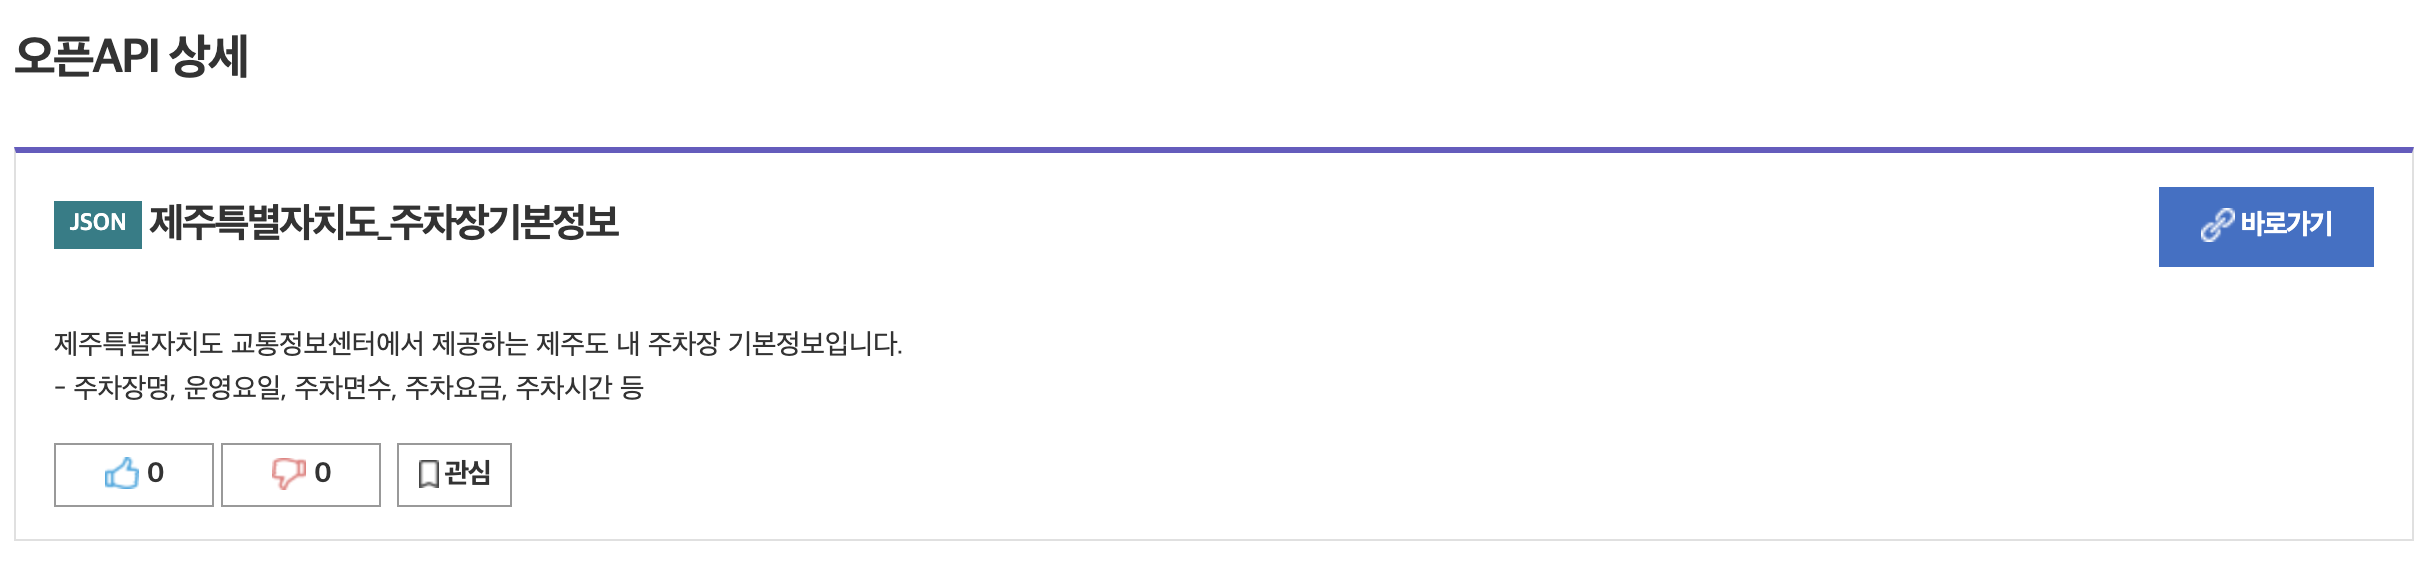 오픈API 상세
JSON 제주특별자치도_주차장기본정보
바로가기
제주특별자치도 교통정보센터에서 제공하는 제주도 내 주차장 기본정보입니다.
- 주차장명, 운영요일, 주차면수, 주차요금, 주차시간 등
0 0 관심